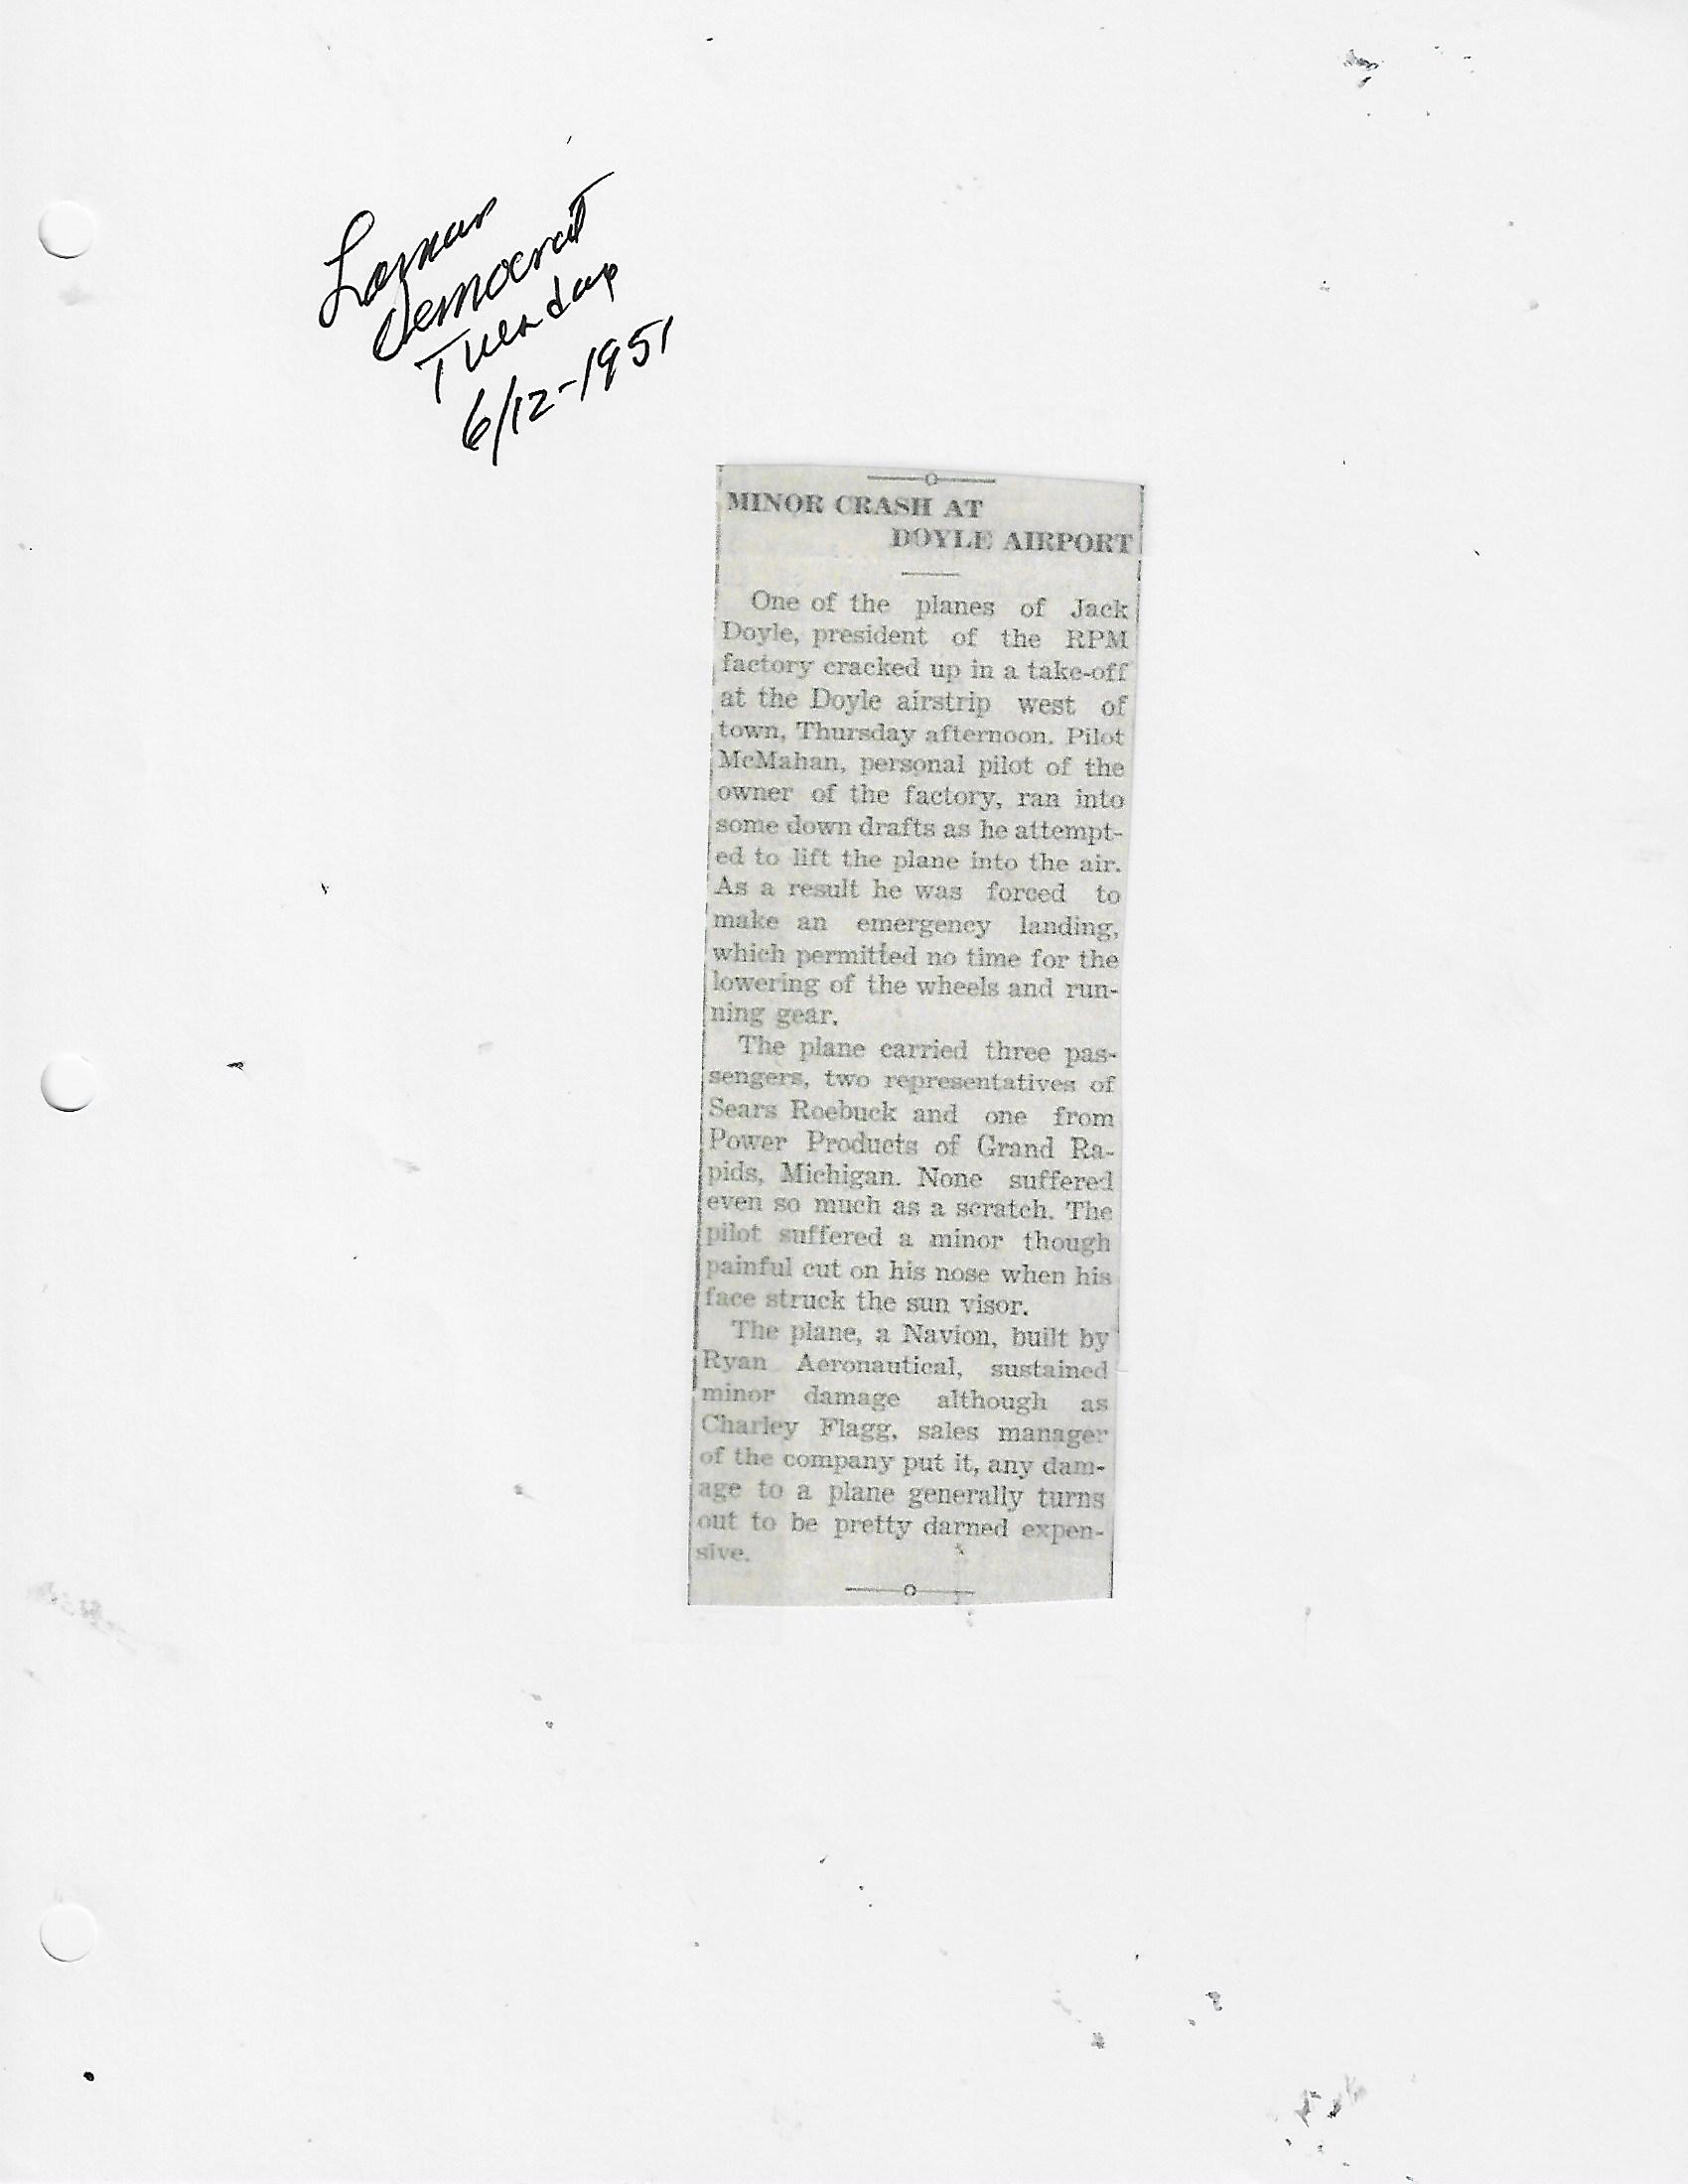 Lamar
Democrat
Tuesday
6/12-1951
MINOR CRASH AT
DOYLE AIRPORT
One of the planes of Jack
Doyle, president of the RPM
factory cracked up in a take-off
at the Doyle airstrip west of
town, Thursday afternoon. Pilot
McMahan, personal pilot of the
owner of the factory, ran into
some down drafts as he attempt-
ed to lift the plane into the air.
As a result he was forced to
make an emergency landing,
which permitted no time for the
lowering of the wheels and run-
ning gear.
The plane carried three pas-
sengers, two representatives of
Sears Roebuck and one from
Power Products of Grand Ra-
pids, Michigan. None suffered
even so much as a scratch. The
pilot suffered a minor though
painful cut on his nose when his
face struck the sun visor.
The plane, a Navion, built by
Ryan Aeronautical, sustained
minor damage although as
Charley Flagg, sales manager
of the company put it, any dam-
age to a plane generally turns
out to be pretty darned expen-
sive.